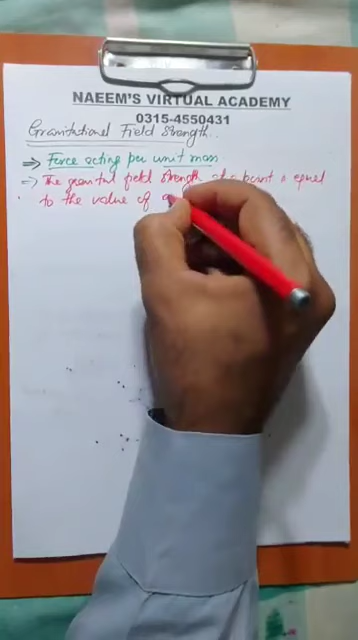 NAEEM'S VIRTUAL ACADEMY
0315-4550431
Gravitational Field Strength.
⇒ Force acting per unit mass
⇒ The gravital field strength at a point is equal
to the value of